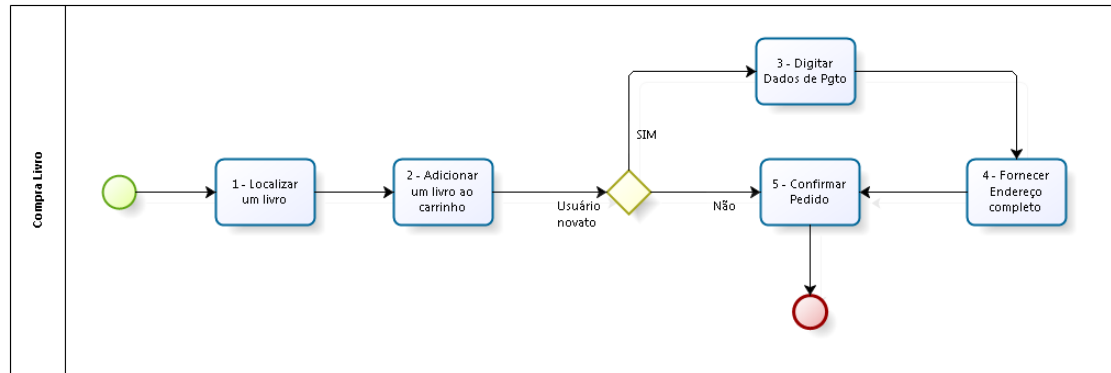 Compra Livro
1 - Localizar
um livro
2 - Adicionar
um livro ao
carrinho
Usuário
novato
SIM
Não
3 - Digitar
Dados de Pgto
4 - Fornecer
Endereço
completo
5 - Confirmar
Pedido